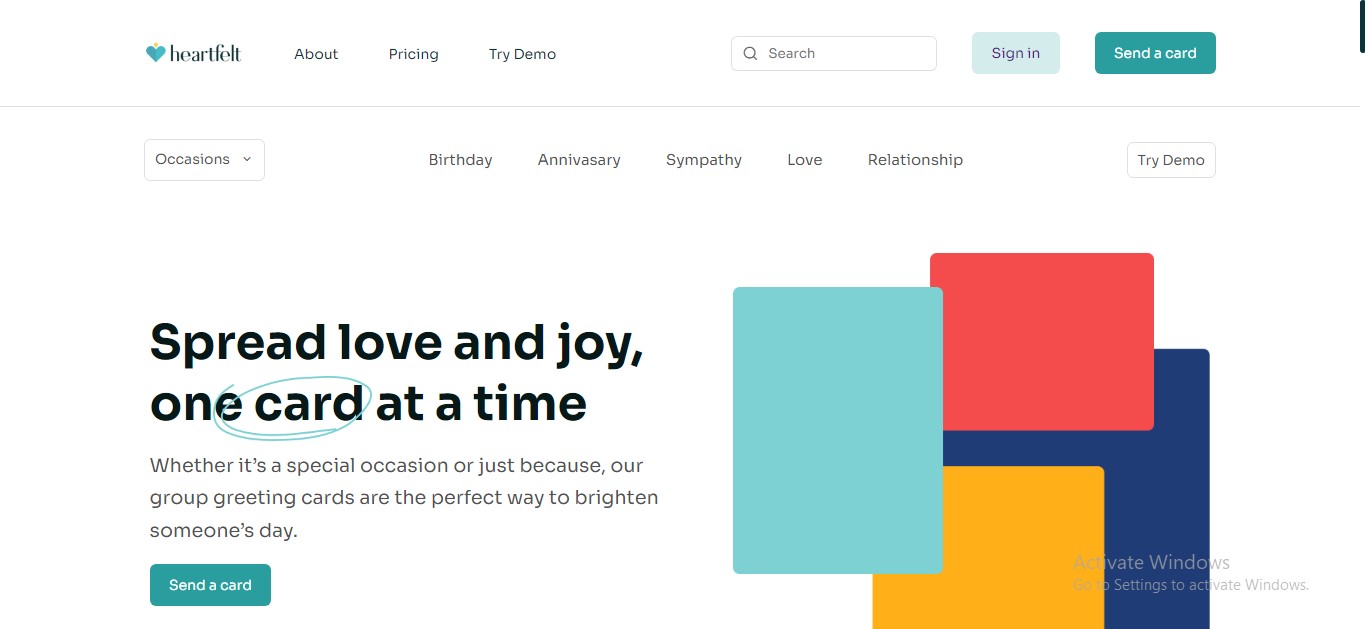 heartfelt
About
Pricing
Try Demo
Search
Sign in
Send a card
Occasions
Birthday
Annivasary
Sympathy
Love
Relationship
Try Demo
Spread love and joy,
one card at a time
Whether it’s a special occasion or just because, our
group greeting cards are the perfect way to brighten
someone’s day.
Send a card
Activate Windows
Go to Settings to activate Windows.